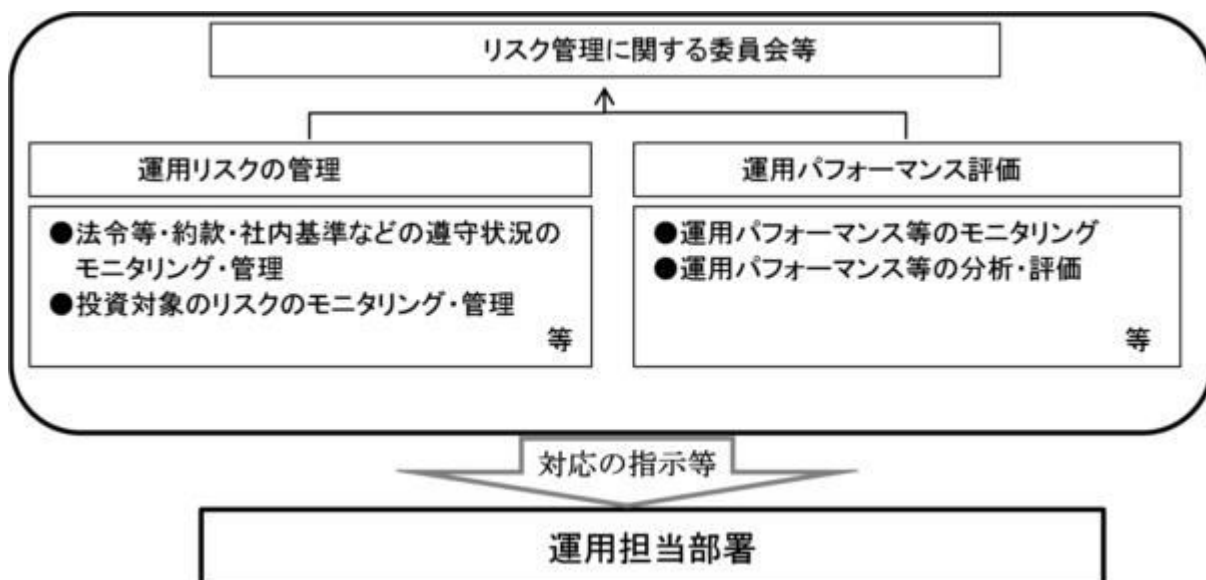 リスク管理に関する委員会等
運用リスクの管理
●法令等・約款・社内基準などの遵守状況の
モニタリング・管理
●投資対象のリスクのモニタリング・管理
等
運用パフォーマンス評価
●運用パフォーマンス等のモニタリング
●運用パフォーマンス等の分析・評価
等
対応の指示等
運用担当部署